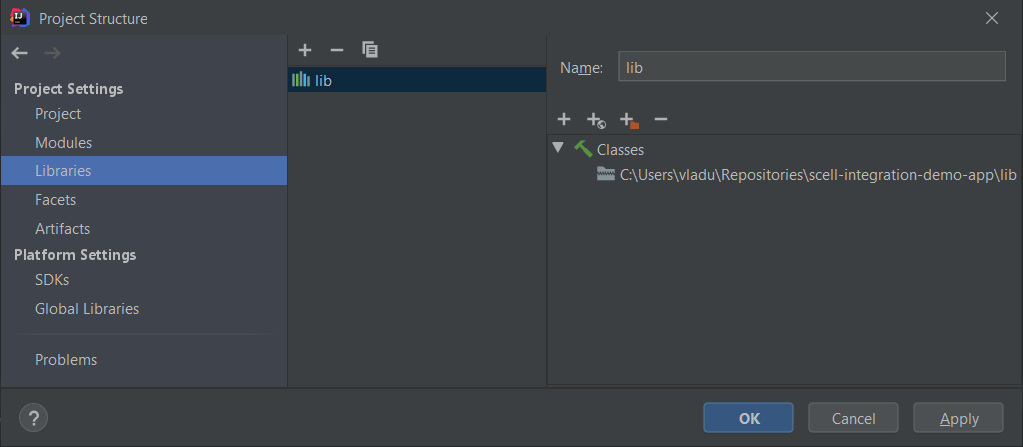 Project Structure
Project Settings
Project
Modules
Libraries
Facets
Artifacts
Platform Settings
SDKs
Global Libraries
Problems
lib
Name: lib
Classes
C:\Users\vladu\Repositories\scell-integration-demo-app\lib
?
OK Cancel Apply